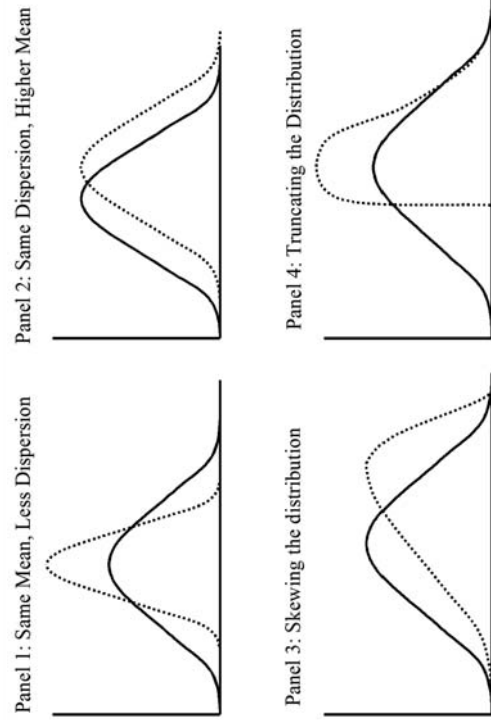 Panel 1: Same Mean, Less Dispersion
Panel 2: Same Dispersion, Higher Mean
Panel 3: Skewing the distribution
Panel 4: Truncating the Distribution